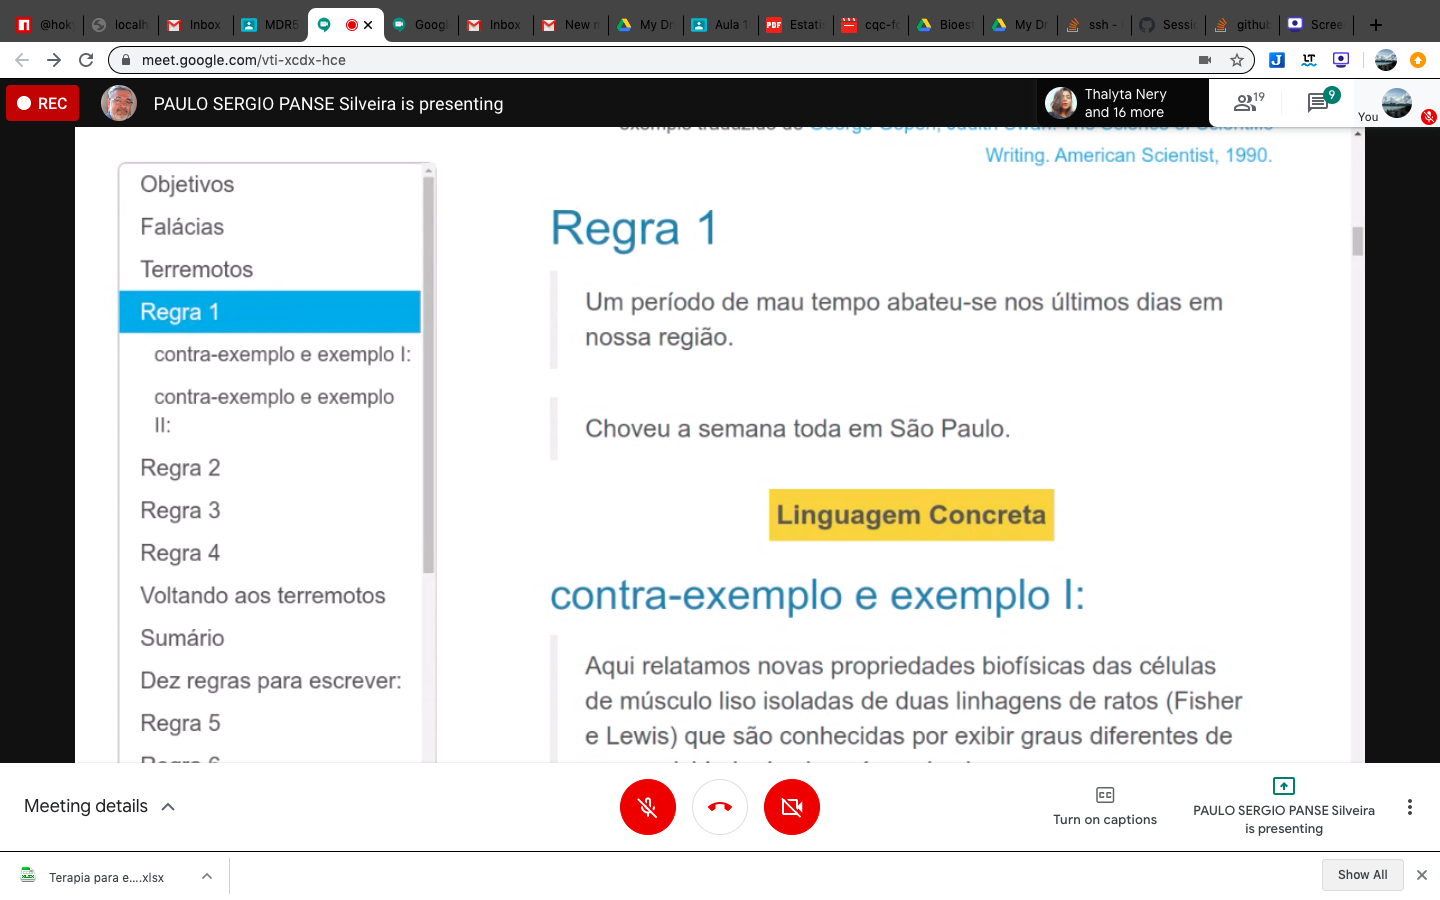 @hok
localh
Inbox
MDR5
Googl
Inbox
New m
My Dr
Aula 1
Estati
cqc-fo
Bioest
My Dr
ssh -
Sessi
github
Scree
meet.google.com/vti-xcdx-hce
REC
PAULO SERGIO PANSE Silveira is presenting
Thalyta Nery
and 16 more
19
9
You
Writing. American Scientist, 1990.
Objetivos
Falácias
Terremotos
Regra 1
contra-exemplo e exemplo I:
contra-exemplo e exemplo
II:
Regra 2
Regra 3
Regra 4
Voltando aos terremotos
Sumário
Dez regras para escrever:
Regra 5
Regra 6
Regra 1
Um período de mau tempo abateu-se nos últimos dias em
nossa região.
Choveu a semana toda em São Paulo.
Linguagem Concreta
contra-exemplo e exemplo I:
Aqui relatamos novas propriedades biofísicas das células
de músculo liso isoladas de duas linhagens de ratos (Fisher
e Lewis) que são conhecidas por exibir graus diferentes de
Meeting details
Turn on captions
PAULO SERGIO PANSE Silveira
is presenting
Terapia para e....xlsx
Show All